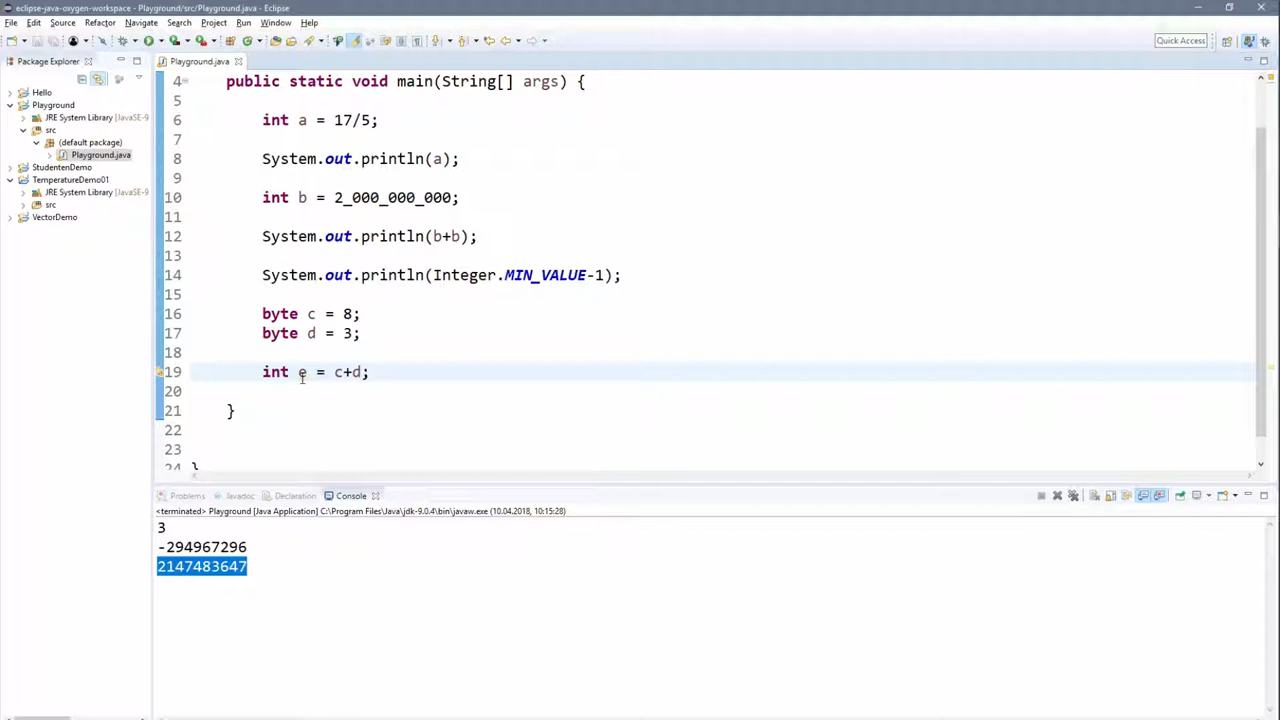 eclipse-java-oxygen-workspace - Playground/src/Playground.java - Eclipse
File Edit Source Refactor Navigate Search Project Run Window Help
Quick Access
Package Explorer
Hello
Playground
JRE System Library [JavaSE-9
src
(default package)
Playground.java
StudentenDemo
TemperatureDemo01
JRE System Library [JavaSE-9
src
VectorDemo
Playground.java
4 public static void main(String[] args) {
5
6 int a = 17/5;
7
8 System.out.println(a);
9
10 int b = 2_000_000_000;
11
12 System.out.println(b+b);
13
14 System.out.println(Integer.MIN_VALUE-1);
15
16 byte c = 8;
17 byte d = 3;
18
19 int e = c+d;
20
21 }
22
23
24 }
Problems Javadoc Declaration Console
<terminated> Playground [Java Application] C:\Program Files\Java\jdk-9.0.4\bin\javaw.exe (10.04.2018, 10:15:28)
3
-294967296
2147483647